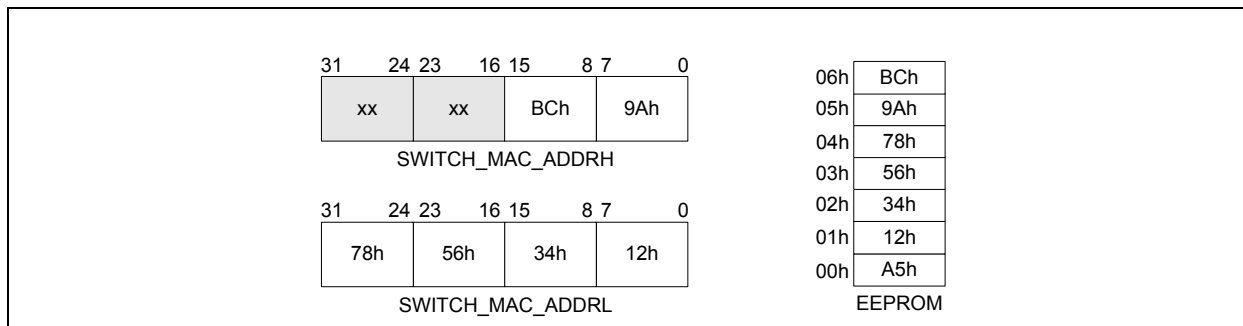 31 24 23 16 15 8 7 0
xx xx BCh 9Ah
SWITCH_MAC_ADDRH
31 24 23 16 15 8 7 0
78h 56h 34h 12h
SWITCH_MAC_ADDRL
06h BCh
05h 9Ah
04h 78h
03h 56h
02h 34h
01h 12h
00h A5h
EEPROM